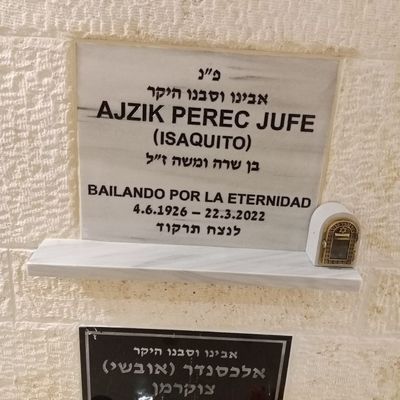 פ"נ
אבינו וסבנו היקר
AJZIK PEREC JUFE
(ISAQUITO)
בן שרה ומשה ז"ל
BAILANDO POR LA ETERNIDAD
4.6.1926 – 22.3.2022
לנצח תרקוד
אבינו וסבנו היקר
אלכסנדר (אובשי)
צוקרמן